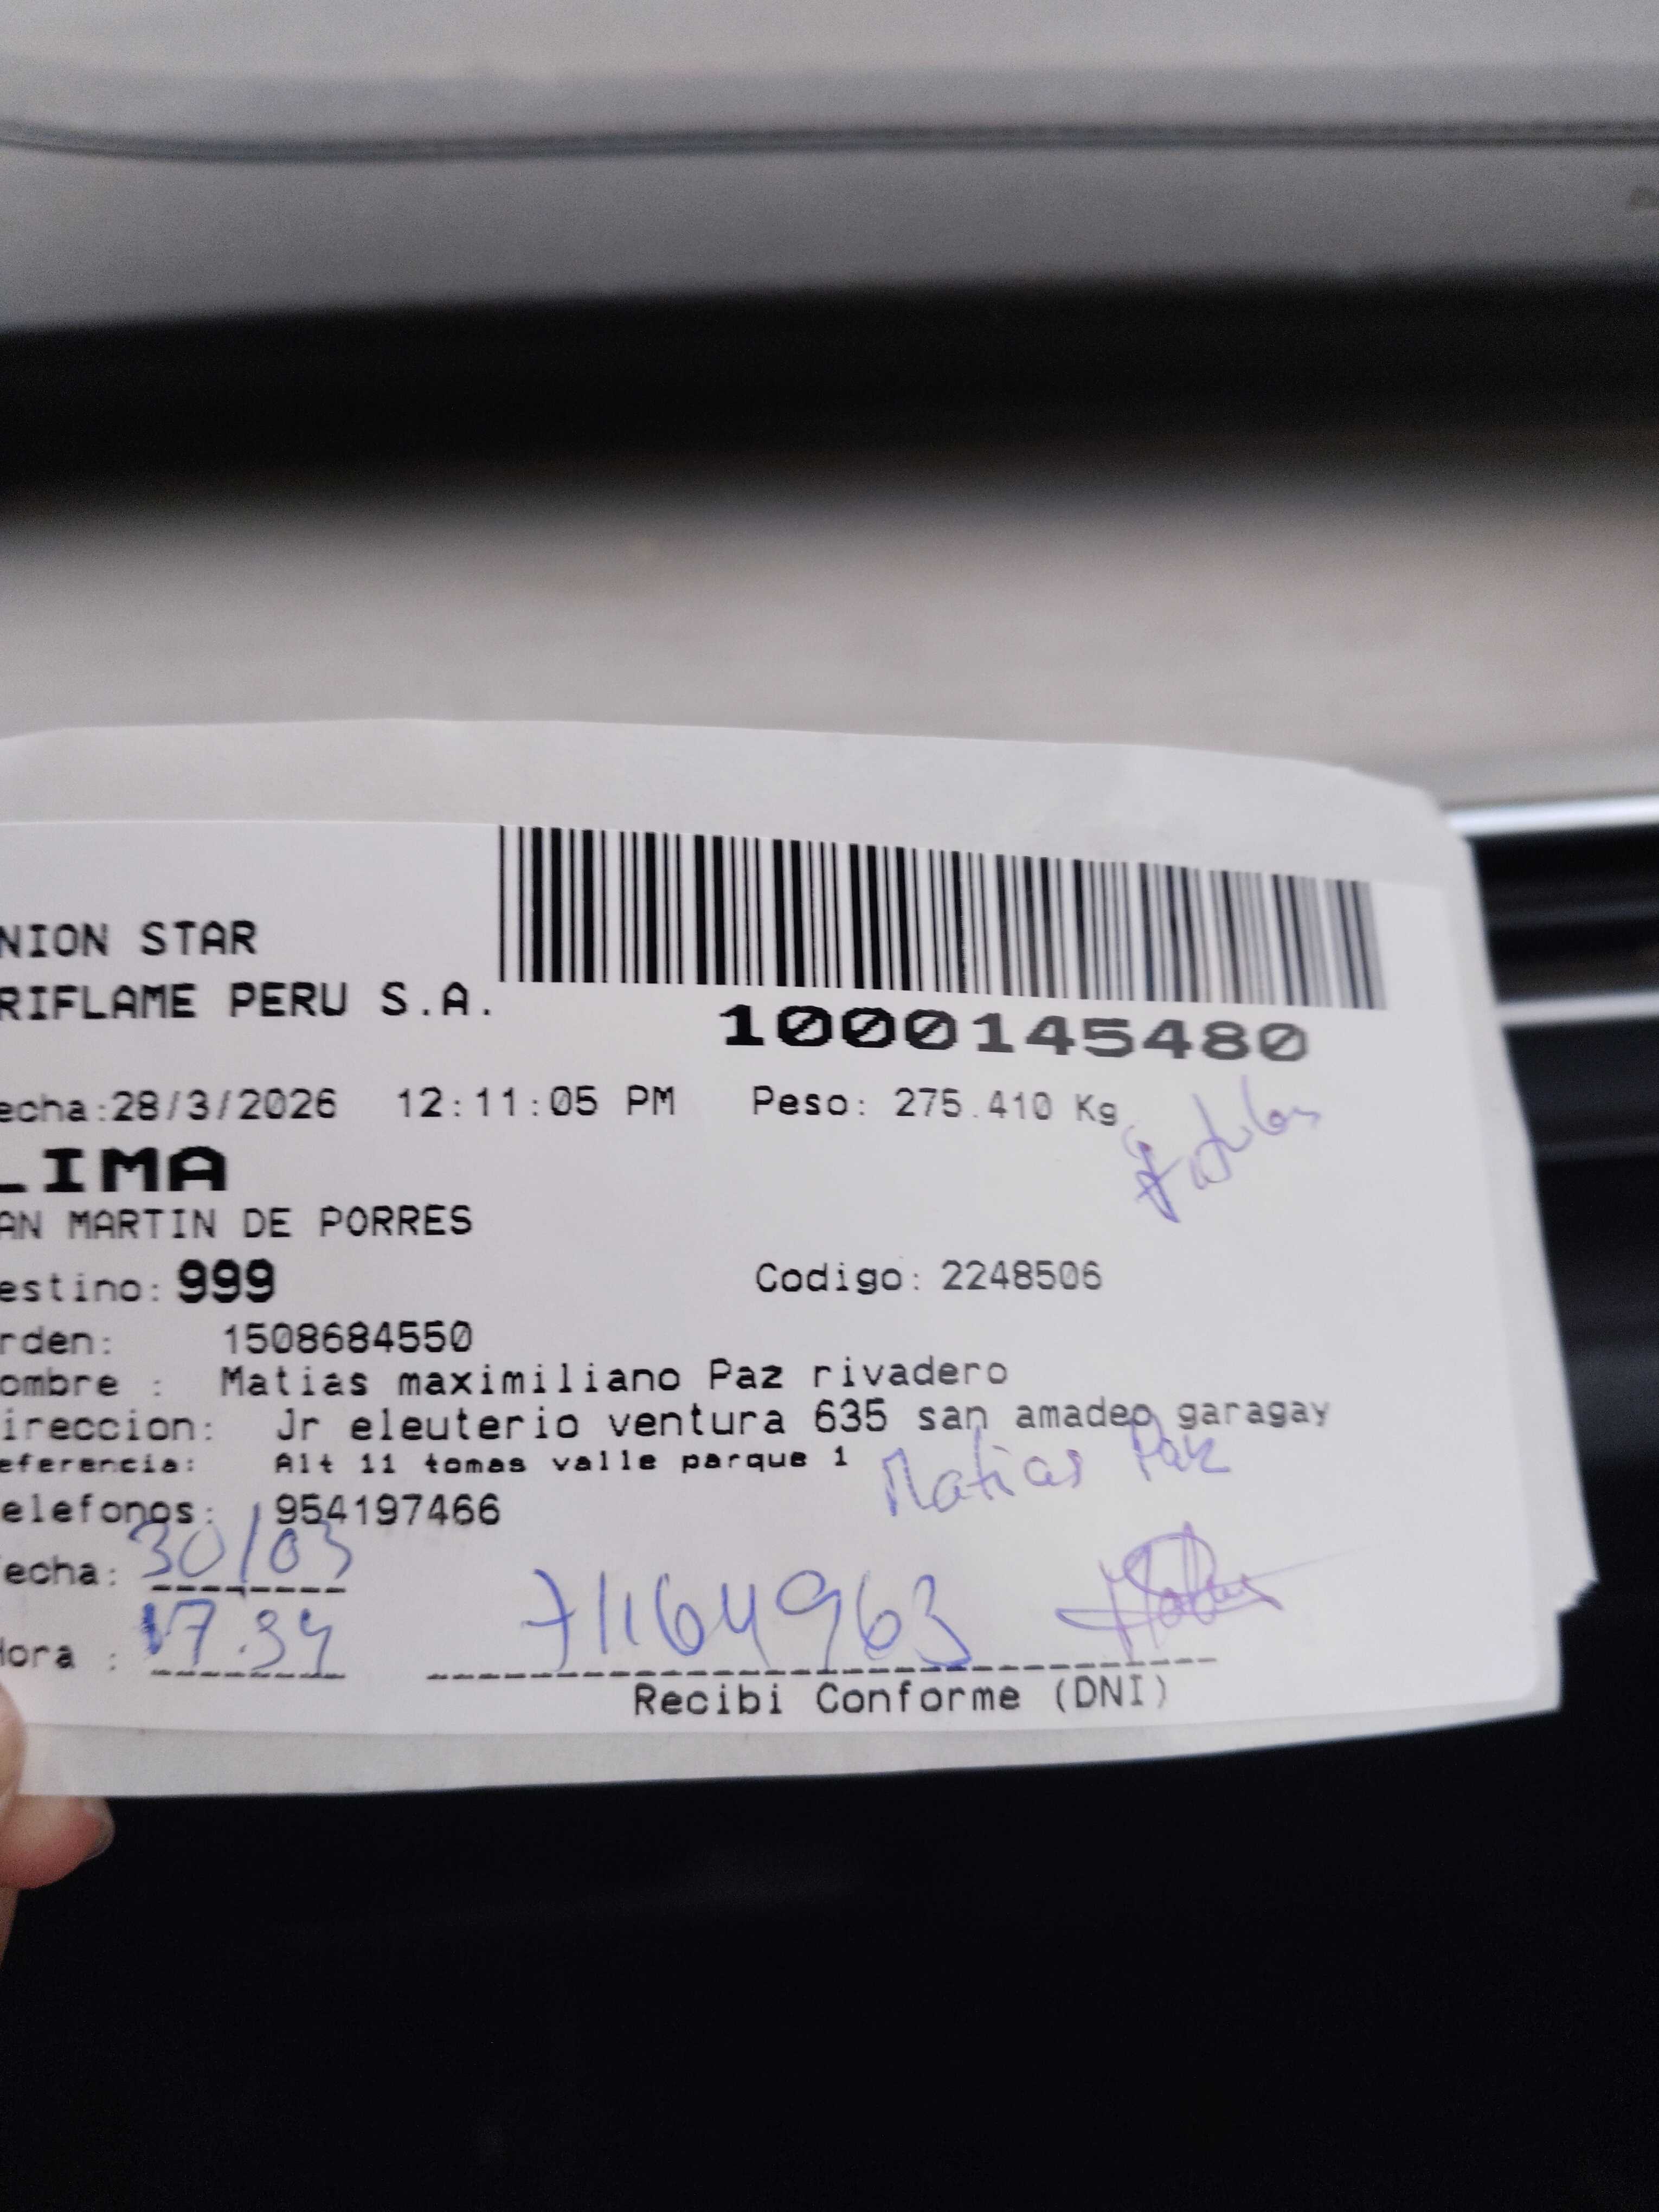 NION STAR
RIFLAME PERU S.A.
1000145480
echa:28/3/2026 12:11:05 PM Peso: 275.410 Kg
LIMA
AN MARTIN DE PORRES
estino: 999 Codigo: 2248506
rden: 1508684550
ombre : Matias maximiliano Paz rivadero
ireccion: Jr eleuterio ventura 635 san amadeo garagay
eferencia: Alt 11 tomas valle parque 1
Matias Paz
elefonos: 954197466
echa: 30/03
Hora : 17.34
71164963
Recibi Conforme (DNI)